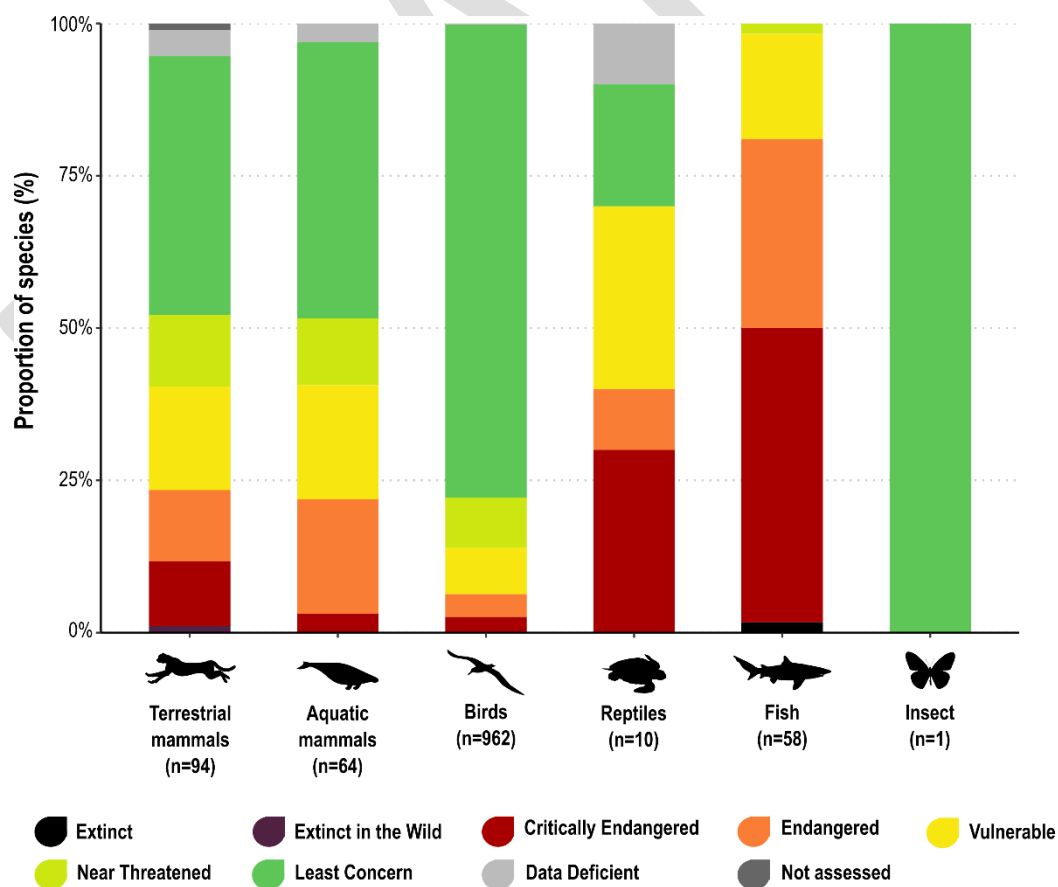 100%
75%
50%
25%
0%
Proportion of species (%)
Terrestrial
mammals
(n=94)
Aquatic
mammals
(n=64)
Birds
(n=962)
Reptiles
(n=10)
Fish
(n=58)
Insect
(n=1)
Extinct
Extinct in the Wild
Critically Endangered
Endangered
Vulnerable
Near Threatened
Least Concern
Data Deficient
Not assessed